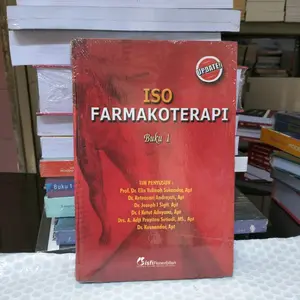 UPDATED
ISO
FARMAKOTERAPI
Buku 1
TIM PENYUSUN :
Prof. Dr. Elin Yulinah Sukandar, Apt
Dr. Retnosari Andrajati, Apt
Dr. Joseph I Sigit, Apt
Dr. I Ketut Adnyana, Apt
Drs. A. Adji Prayitno Setiadi, MS., Apt
Dr. Kusnandar, Apt
isfi Penerbitan